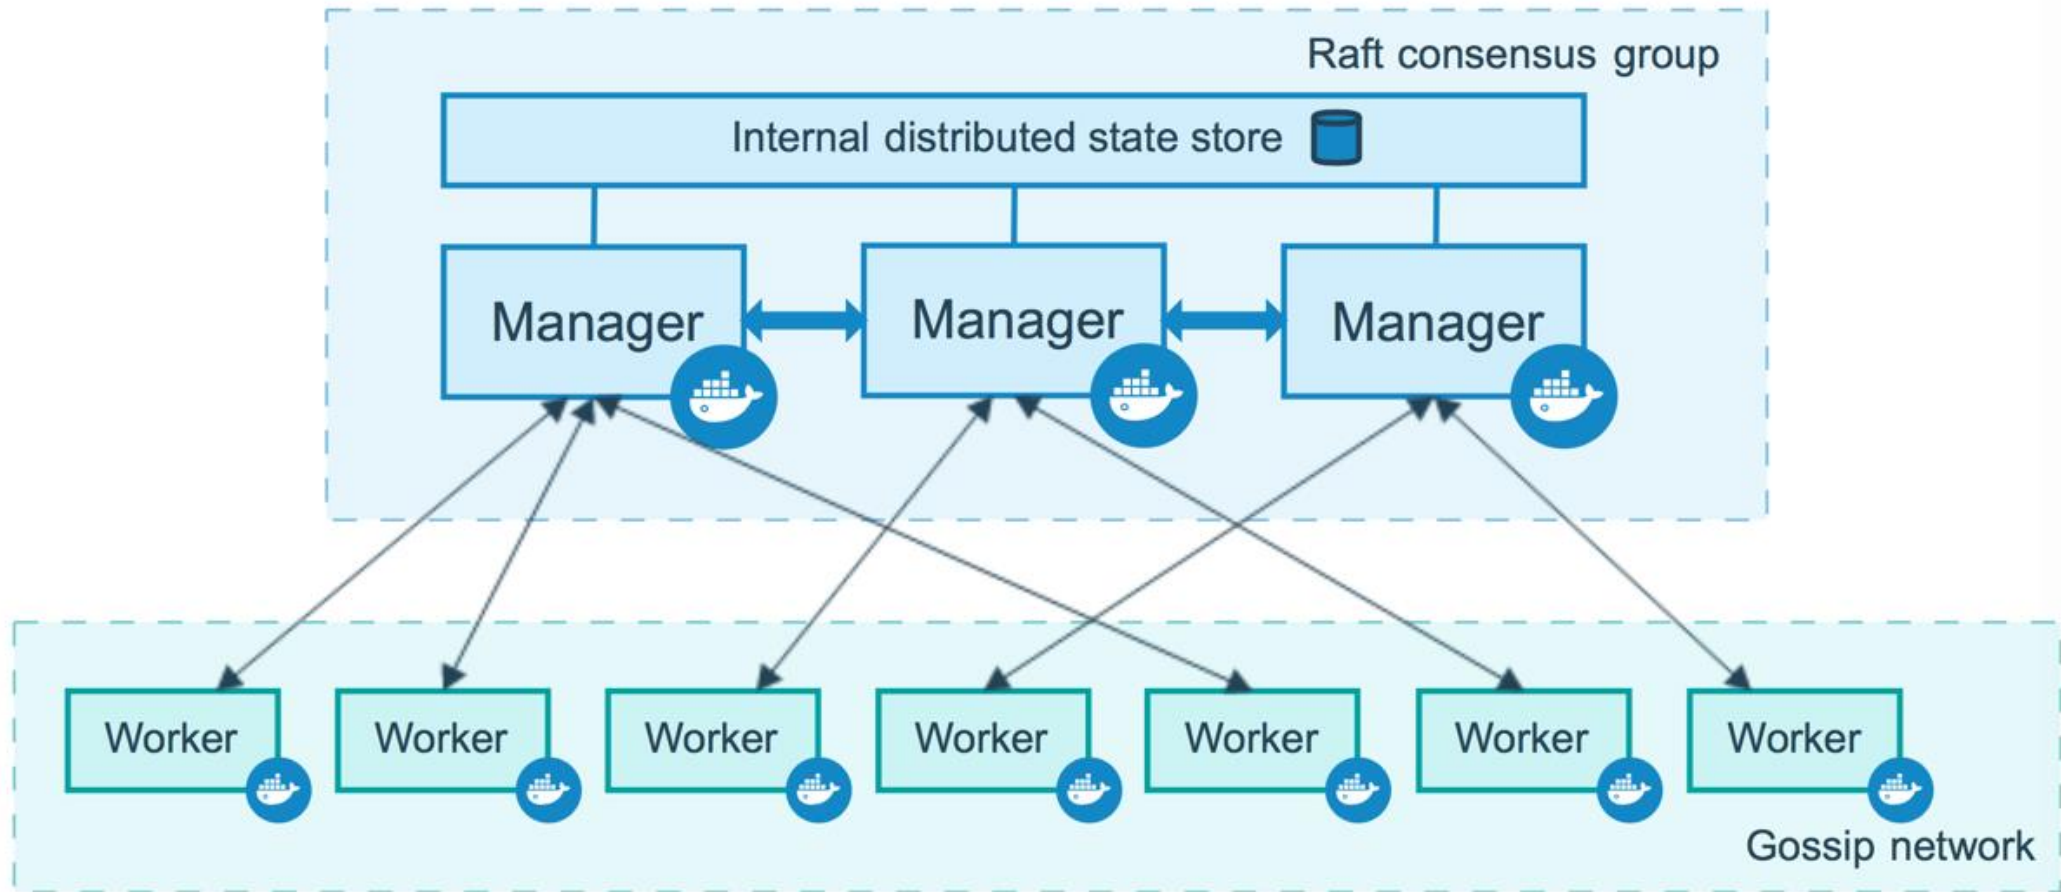 Raft consensus group
Internal distributed state store
Manager
Manager
Manager
Worker
Worker
Worker
Worker
Worker
Worker
Worker
Gossip network